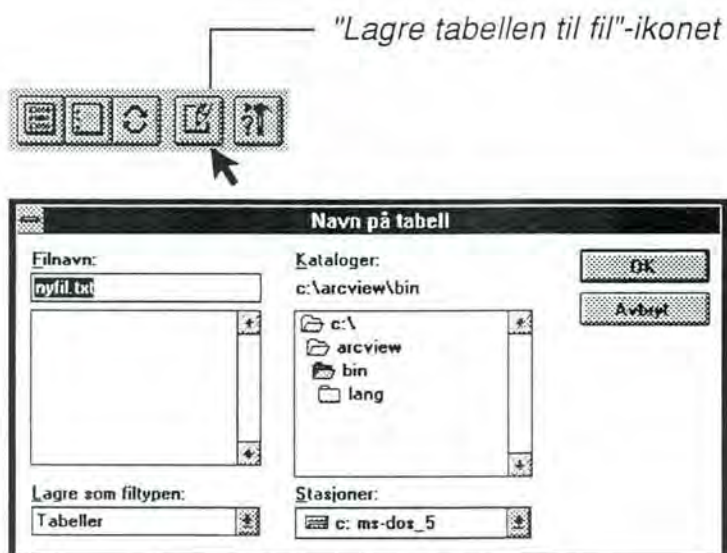 "Lagre tabellen til fil"-ikonet
?
Navn på tabell
Filnavn:
nyfil.txt
Kataloger:
c:\arcview\bin
c:\
arcview
bin
lang
OK
Avbryt
Lagre som filtypen:
Tabeller
Stasjoner:
c: ms-dos_5